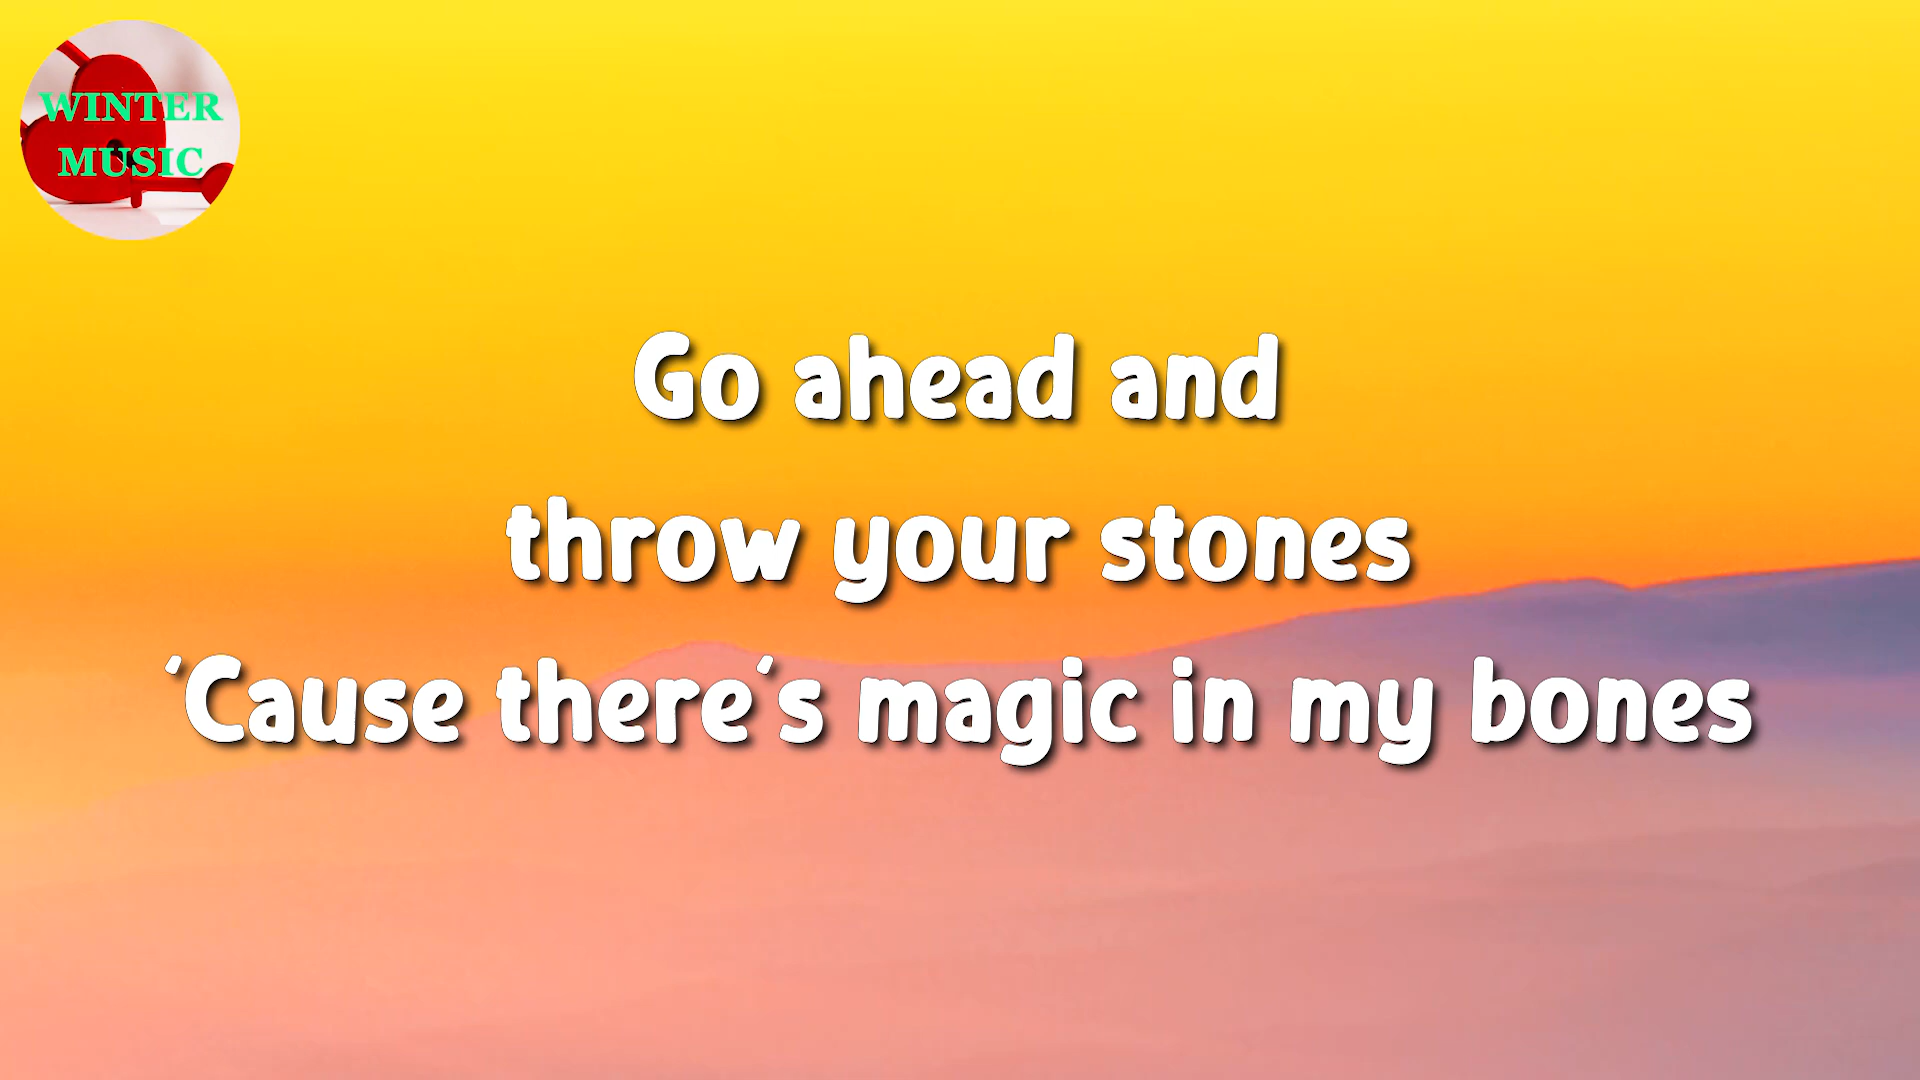 WINTER
MUSIC
Go ahead and
throw your stones
'Cause there's magic in my bones